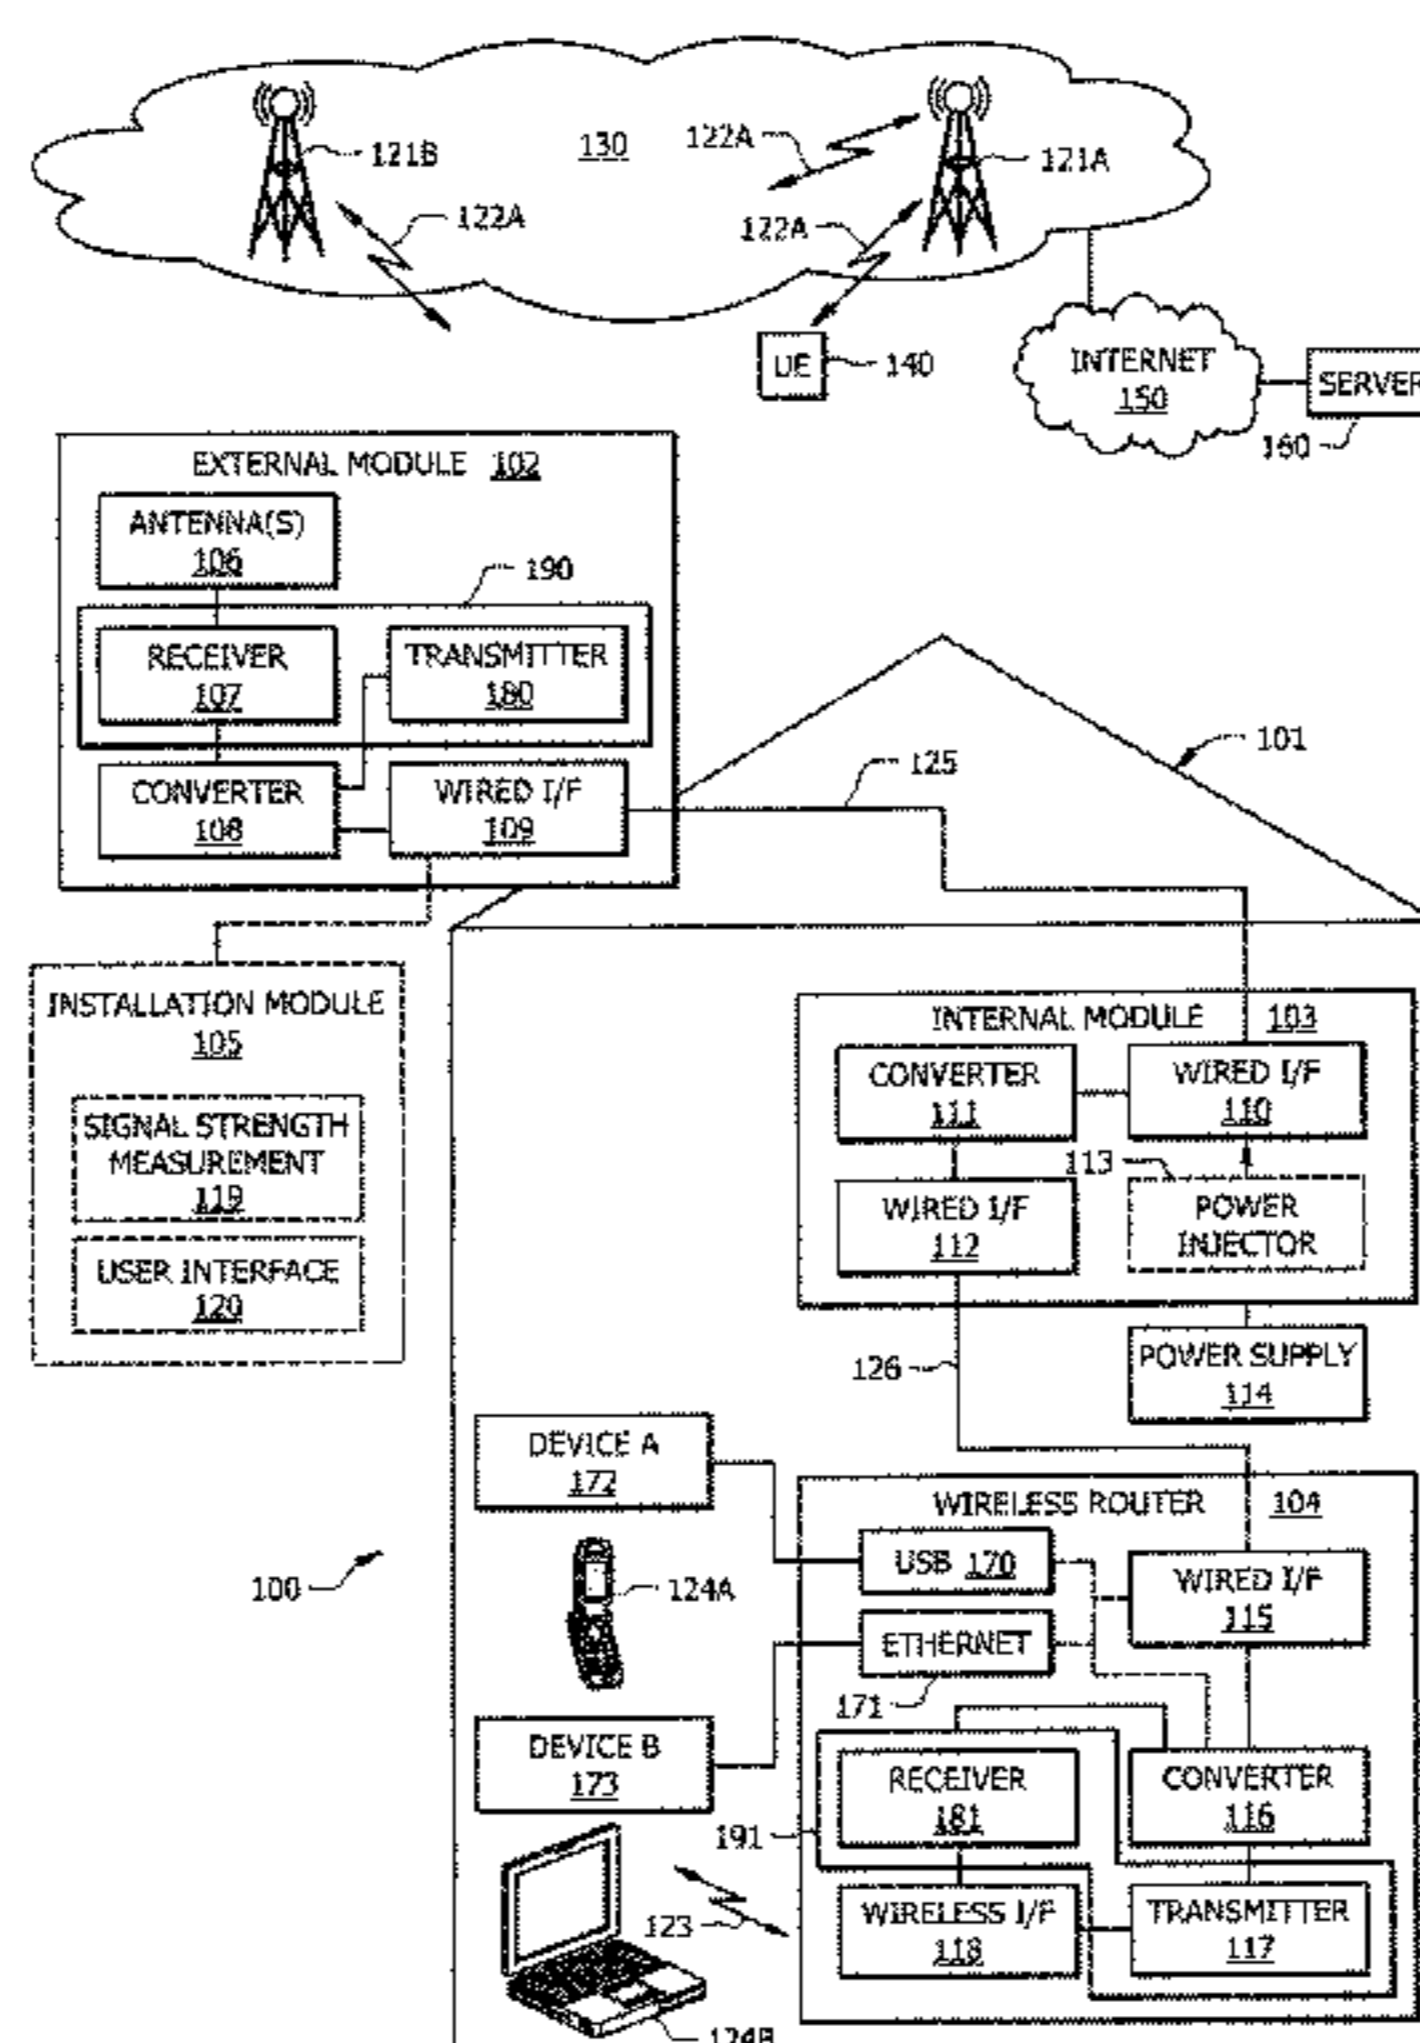 121B
130
122A
121A
122A
122A
UE
140
INTERNET
150
SERVER
160
EXTERNAL MODULE 102
ANTENNA(S)
106
190
RECEIVER
107
TRANSMITTER
180
101
125
CONVERTER
108
WIRED I/F
109
INSTALLATION MODULE
105
INTERNAL MODULE 103
CONVERTER
111
WIRED I/F
110
SIGNAL STRENGTH
MEASUREMENT
119
113
WIRED I/F
112
POWER
INJECTOR
USER INTERFACE
120
126
POWER SUPPLY
114
DEVICE A
172
WIRELESS ROUTER 104
USB 170
WIRED I/F
115
100
124A
ETHERNET
171
DEVICE B
173
RECEIVER
181
CONVERTER
116
191
WIRELESS I/F
118
TRANSMITTER
117
123
124B